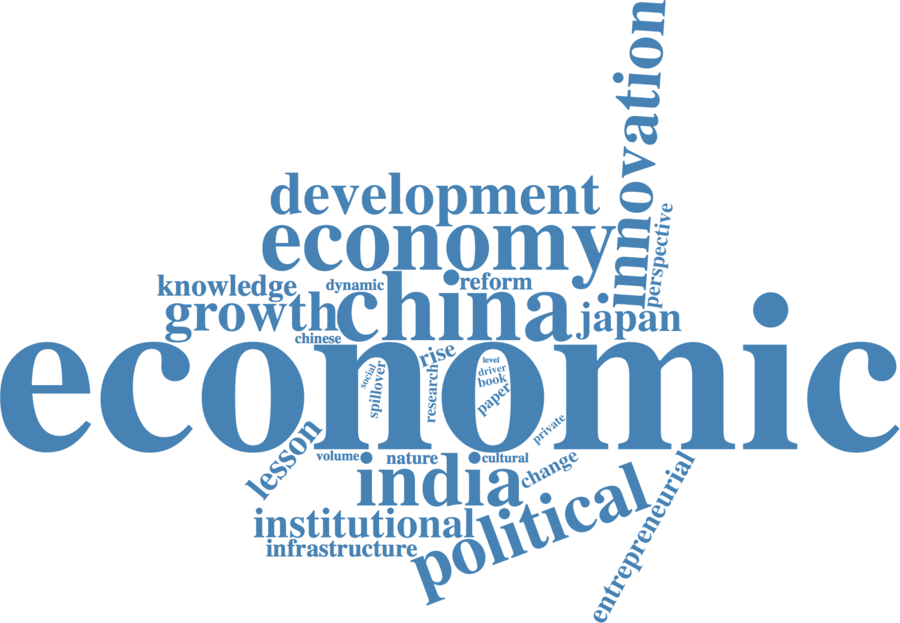 innovation
development
perspective
economy
knowledge
dynamic
reform
china
growth
japan
chinese
economic
rise
level
social
driver
spillover
research
book
paper
private
lesson
volume
nature
cultural
india
change
political
entrepreneurial
institutional
infrastructure